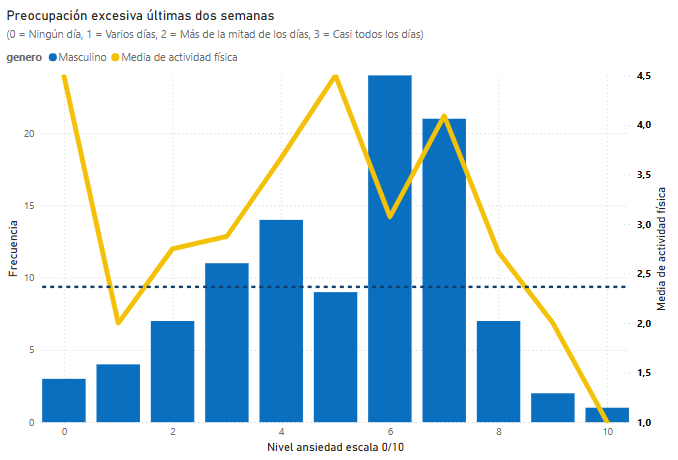 Preocupación excesiva últimas dos semanas
(0 = Ningún día, 1 = Varios días, 2 = Más de la mitad de los días, 3 = Casi todos los días)
genero Masculino Media de actividad física
4,5
20
4,0
3,5
15
3,0
10
2,5
2,0
5
1,5
0
1,0
Frecuencia
Media de actividad física
0 2 4 6 8 10
Nivel ansiedad escala 0/10